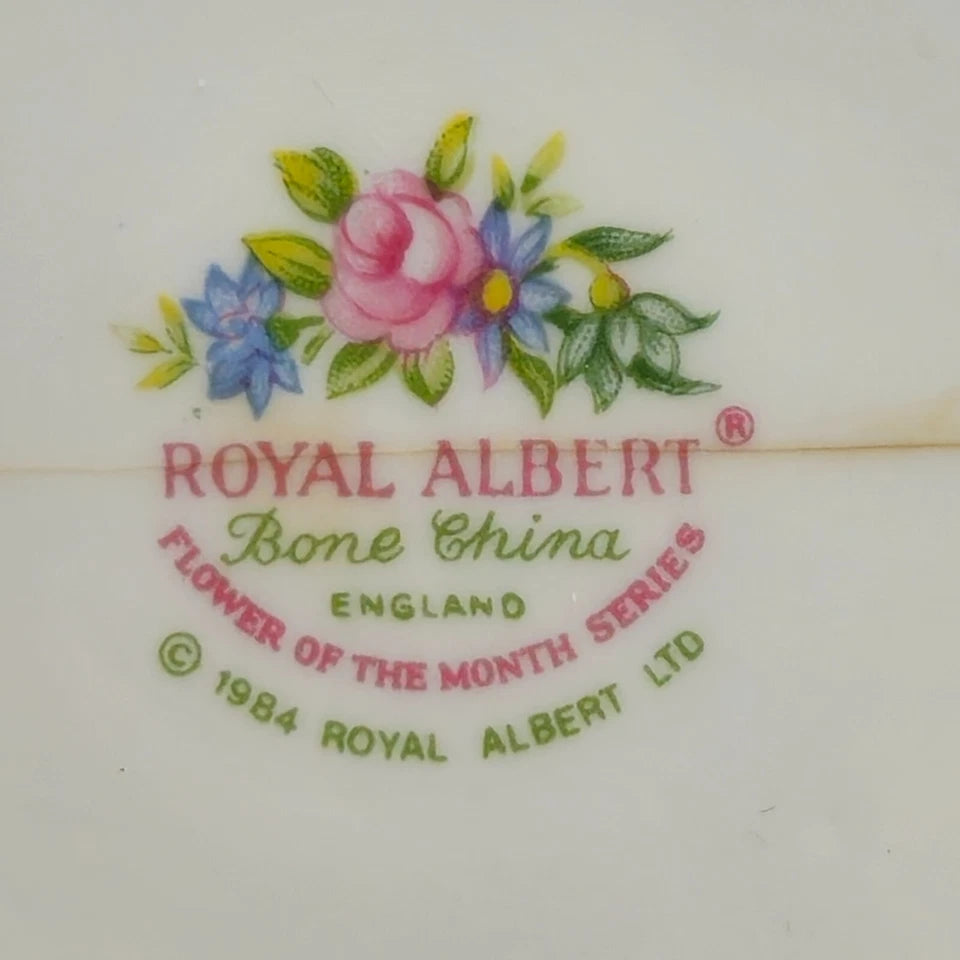 ROYAL ALBERT ®
Bone China
ENGLAND
FLOWER OF THE MONTH SERIES
© 1984 ROYAL ALBERT LTD